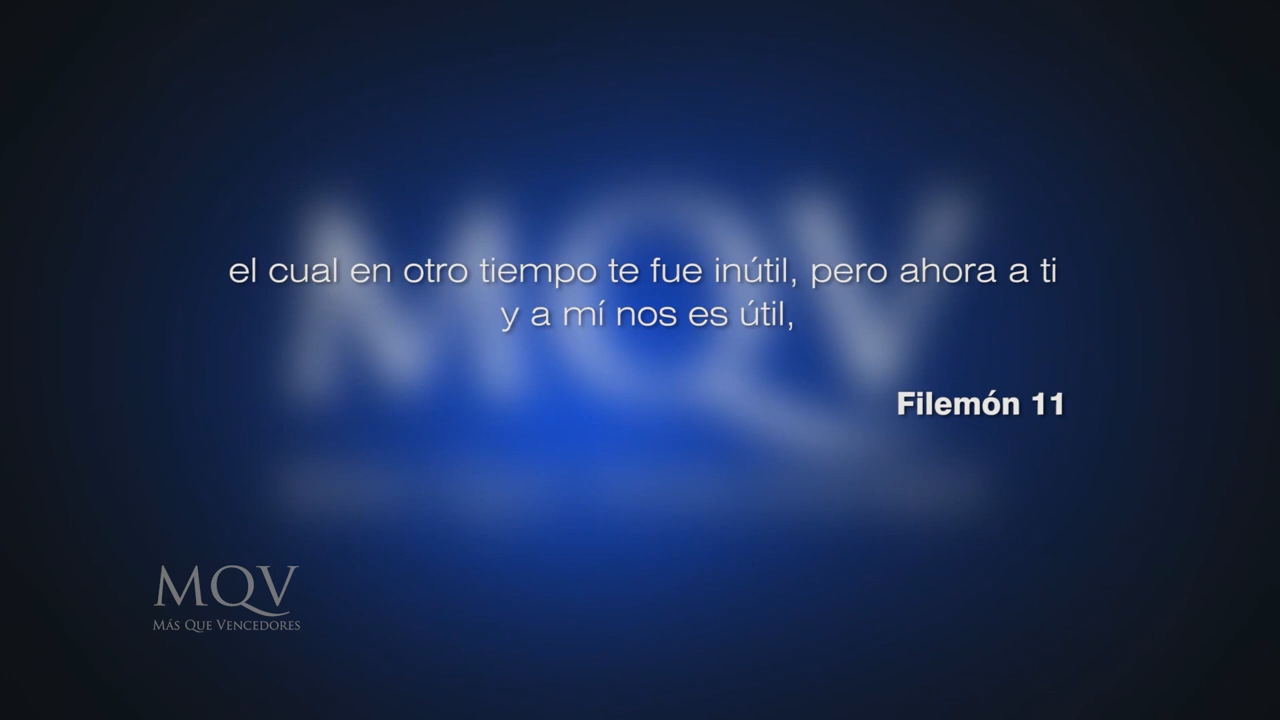 el cual en otro tiempo te fue inútil, pero ahora a ti
y a mí nos es útil,
Filemón 11
MQV
MQV
Más Que Vencedores